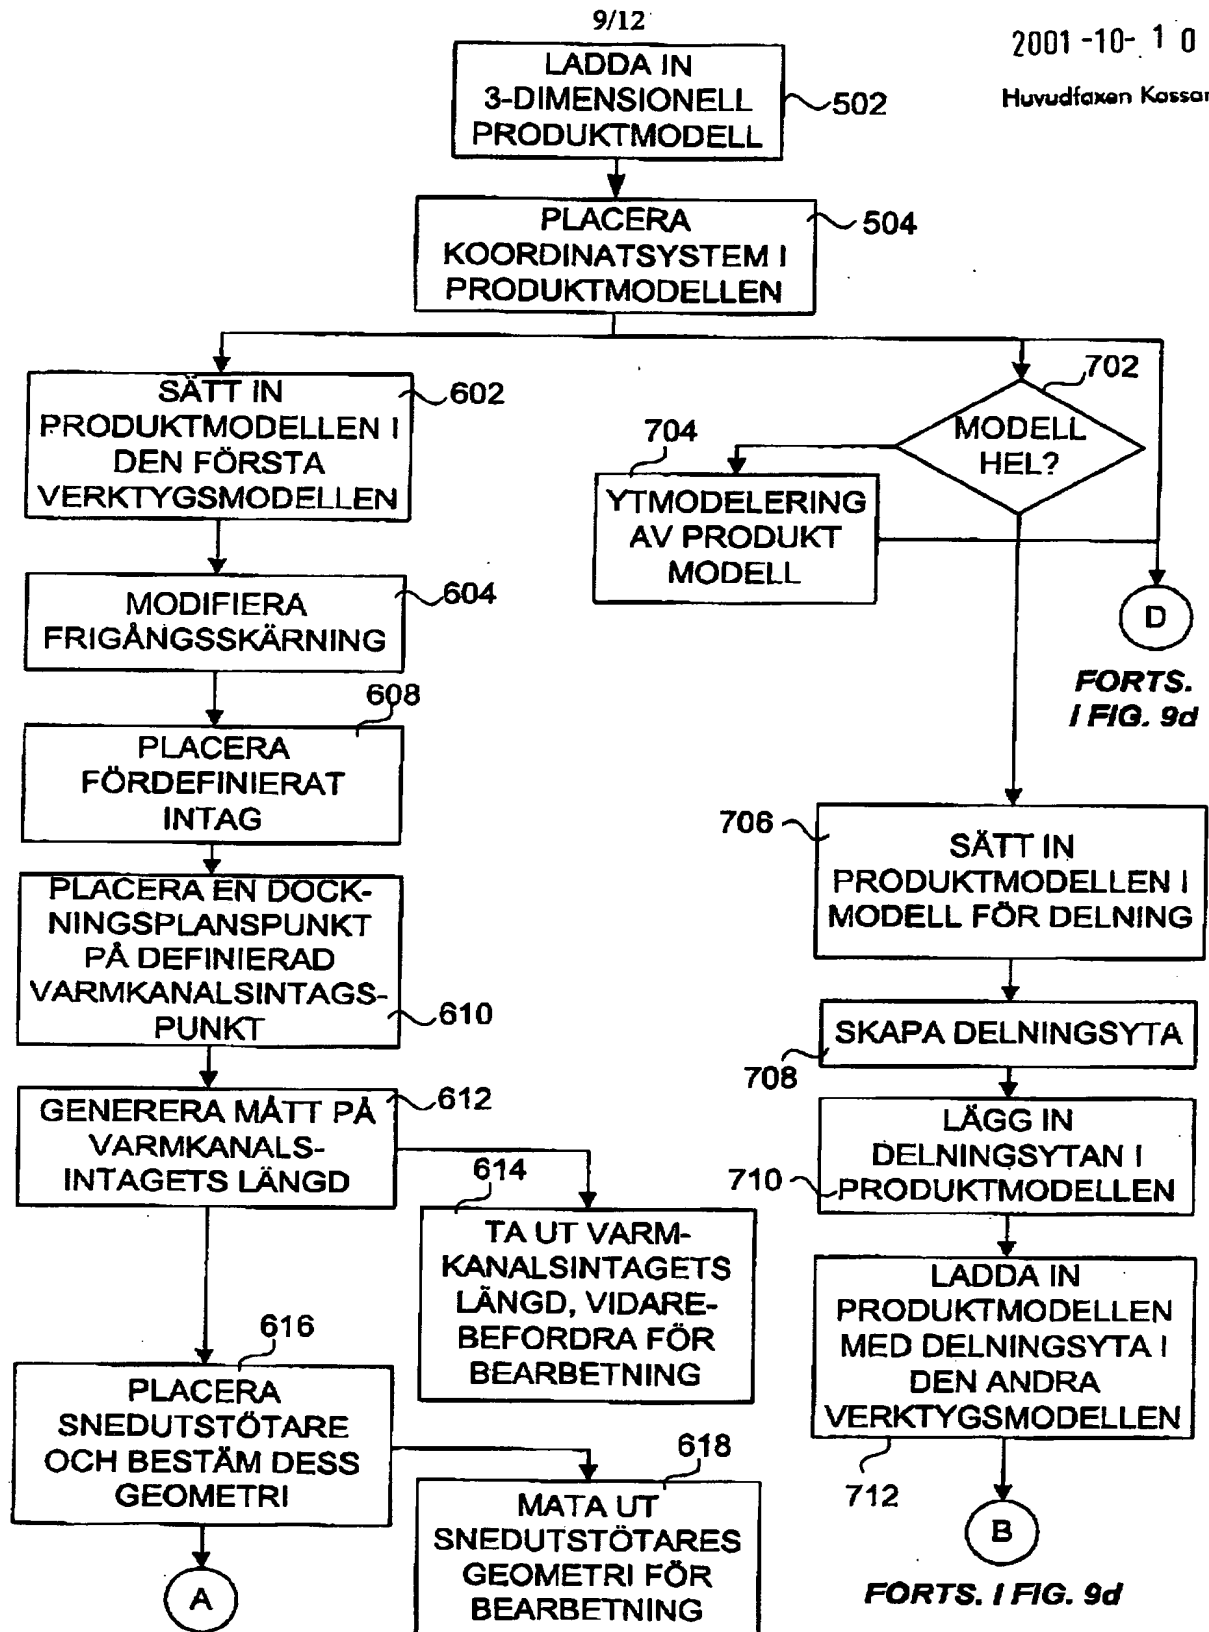 9/12
2001-10-10
Huvudfaxen Kassan
LADDA IN
3-DIMENSIONELL
PRODUKTMODELL
502
PLACERA
KOORDINATSYSTEM I
PRODUKTMODELLEN
504
SÄTT IN
PRODUKTMODELLEN I
DEN FÖRSTA
VERKTYGSMODELLEN
602
MODIFIERA
FRIGÅNGSSKÄRNING
604
608
PLACERA
FÖRDEFINIERAT
INTAG
PLACERA EN DOCK-
NINGSPLANSPUNKT
PÅ DEFINIERAD
VARMKANALSINTAGS-
PUNKT
610
GENERERA MÅTT PÅ
VARMKANALS-
INTAGETS LÄNGD
612
614
TA UT VARM-
KANALSINTAGETS
LÄNGD, VIDARE-
BEFORDRA FÖR
BEARBETNING
616
PLACERA
SNEDUTSTÖTARE
OCH BESTÄM DESS
GEOMETRI
618
MATA UT
SNEDUTSTÖTARES
GEOMETRI FÖR
BEARBETNING
A
702
MODELL
HEL?
704
YTMODELERING
AV PRODUKT
MODELL
D
FORTS.
I FIG. 9d
706
SÄTT IN
PRODUKTMODELLEN I
MODELL FÖR DELNING
SKAPA DELNINGSYTA
708
LÄGG IN
DELNINGSYTAN I
PRODUKTMODELLEN
710
LADDA IN
PRODUKTMODELLEN
MED DELNINGSYTA I
DEN ANDRA
VERKTYGSMODELLEN
712
B
FORTS. I FIG. 9d